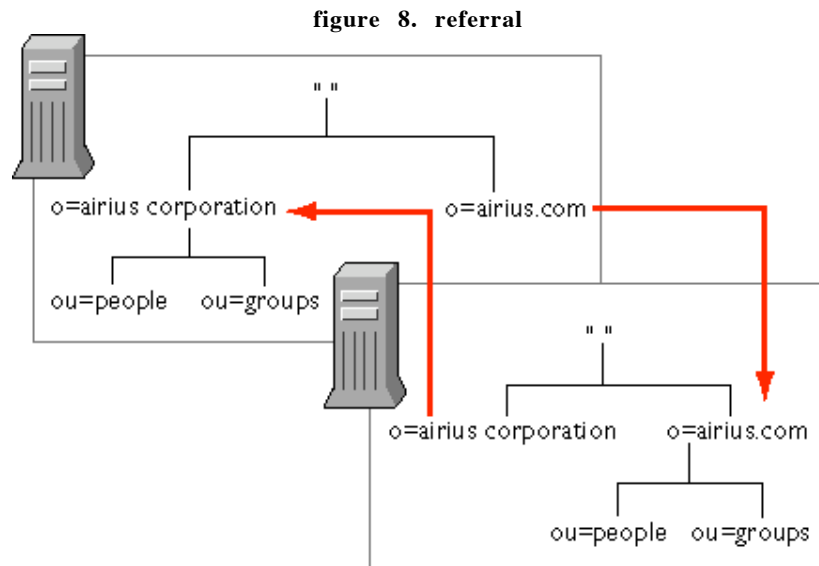 figure 8. referral
" "
o=airius corporation
o=airius.com
ou=people
ou=groups
" "
o=airius corporation
o=airius.com
ou=people
ou=groups